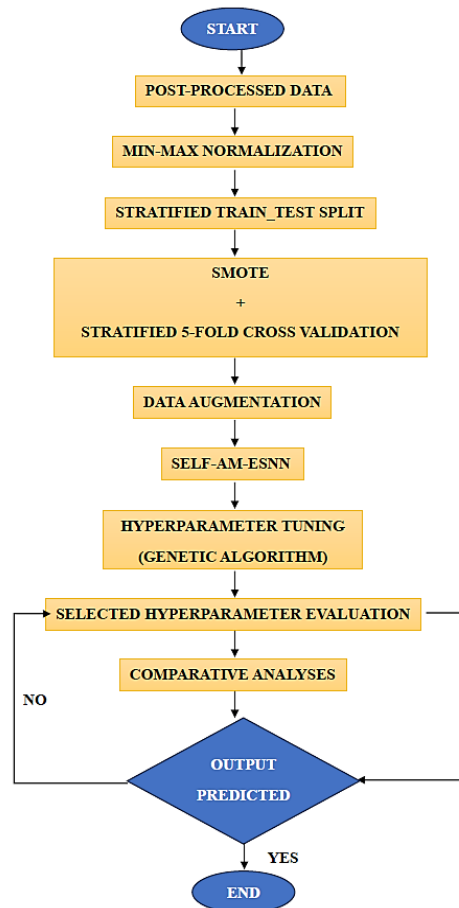 START
POST-PROCESSED DATA
MIN-MAX NORMALIZATION
STRATIFIED TRAIN_TEST SPLIT
SMOTE
+
STRATIFIED 5-FOLD CROSS VALIDATION
DATA AUGMENTATION
SELF-AM-ESNN
HYPERPARAMETER TUNING
(GENETIC ALGORITHM)
SELECTED HYPERPARAMETER EVALUATION
COMPARATIVE ANALYSES
NO
OUTPUT
PREDICTED
YES
END